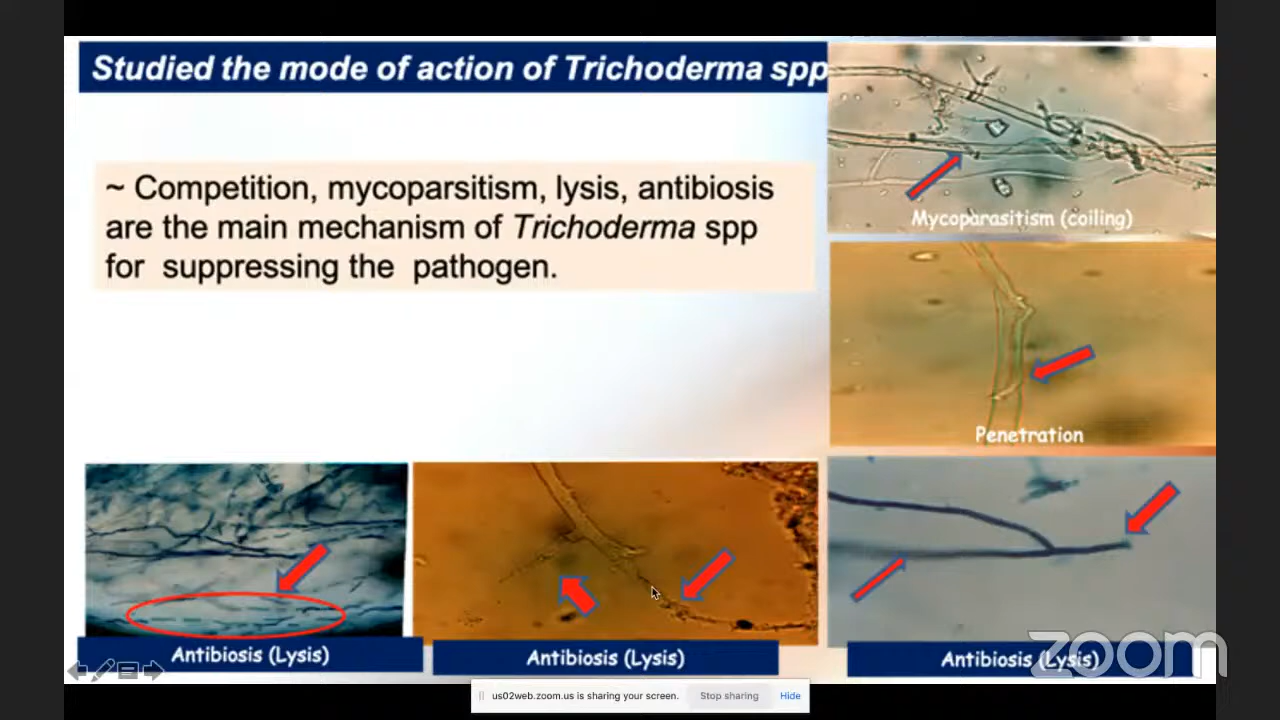 Studied the mode of action of Trichoderma spp
~ Competition, mycoparsitism, lysis, antibiosis
are the main mechanism of Trichoderma spp
for suppressing the pathogen.
Mycoparasitism (coiling)
Penetration
Antibiosis (Lysis)
Antibiosis (Lysis)
Antibiosis (Lysis)
zoom
us02web.zoom.us is sharing your screen.
Stop sharing
Hide